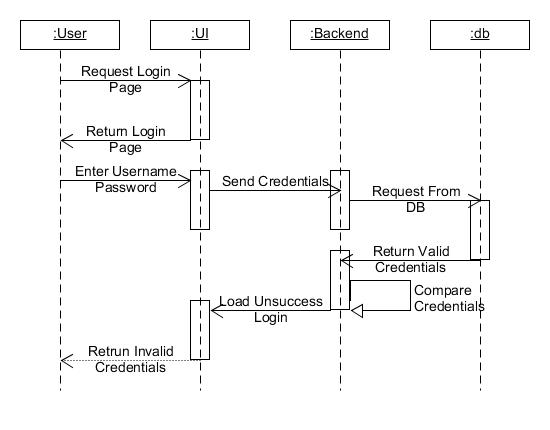 :User
:UI
:Backend
:db
Request Login
Page
Return Login
Page
Enter Username
Password
Send Credentials
Request From
DB
Return Valid
Credentials
Compare
Credentials
Load Unsuccess
Login
Retrun Invalid
Credentials